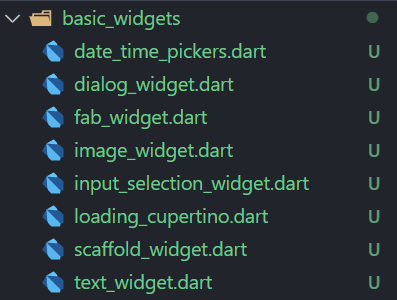 basic_widgets
date_time_pickers.dart U
dialog_widget.dart U
fab_widget.dart U
image_widget.dart U
input_selection_widget.dart U
loading_cupertino.dart U
scaffold_widget.dart U
text_widget.dart U